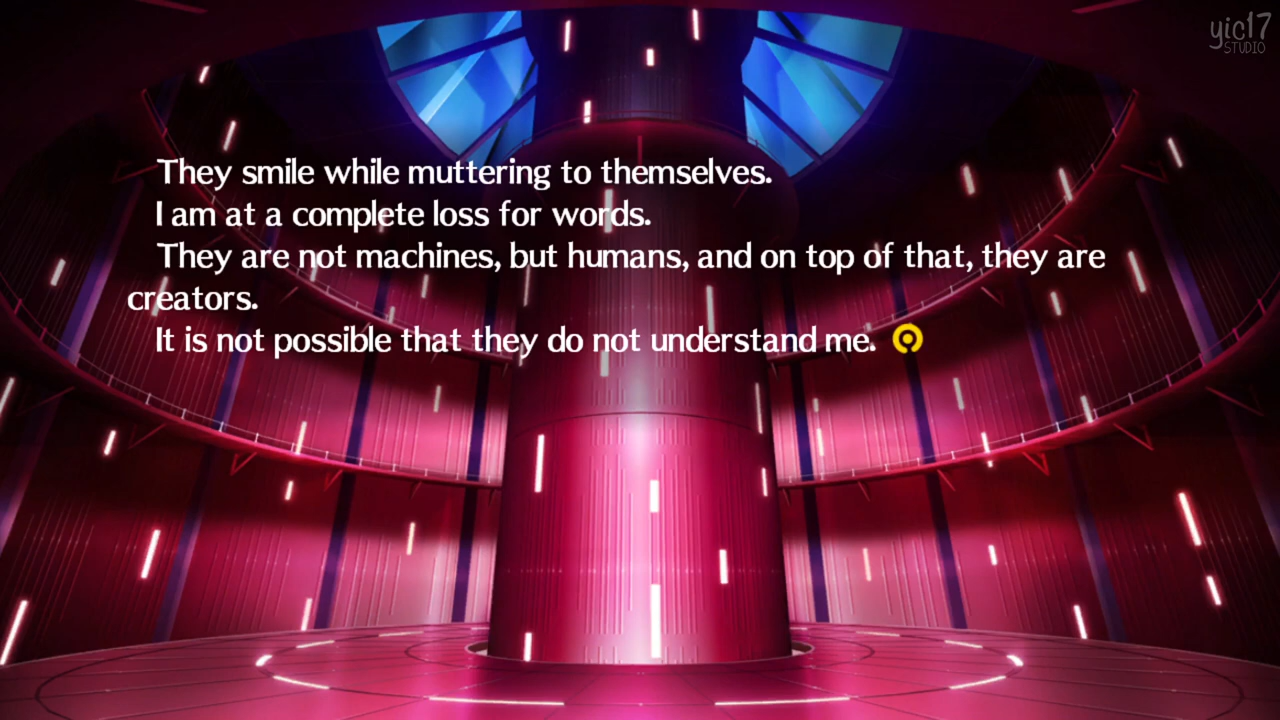 yic17
STUDIO
They smile while muttering to themselves.
I am at a complete loss for words.
They are not machines, but humans, and on top of that, they are
creators.
It is not possible that they do not understand me.